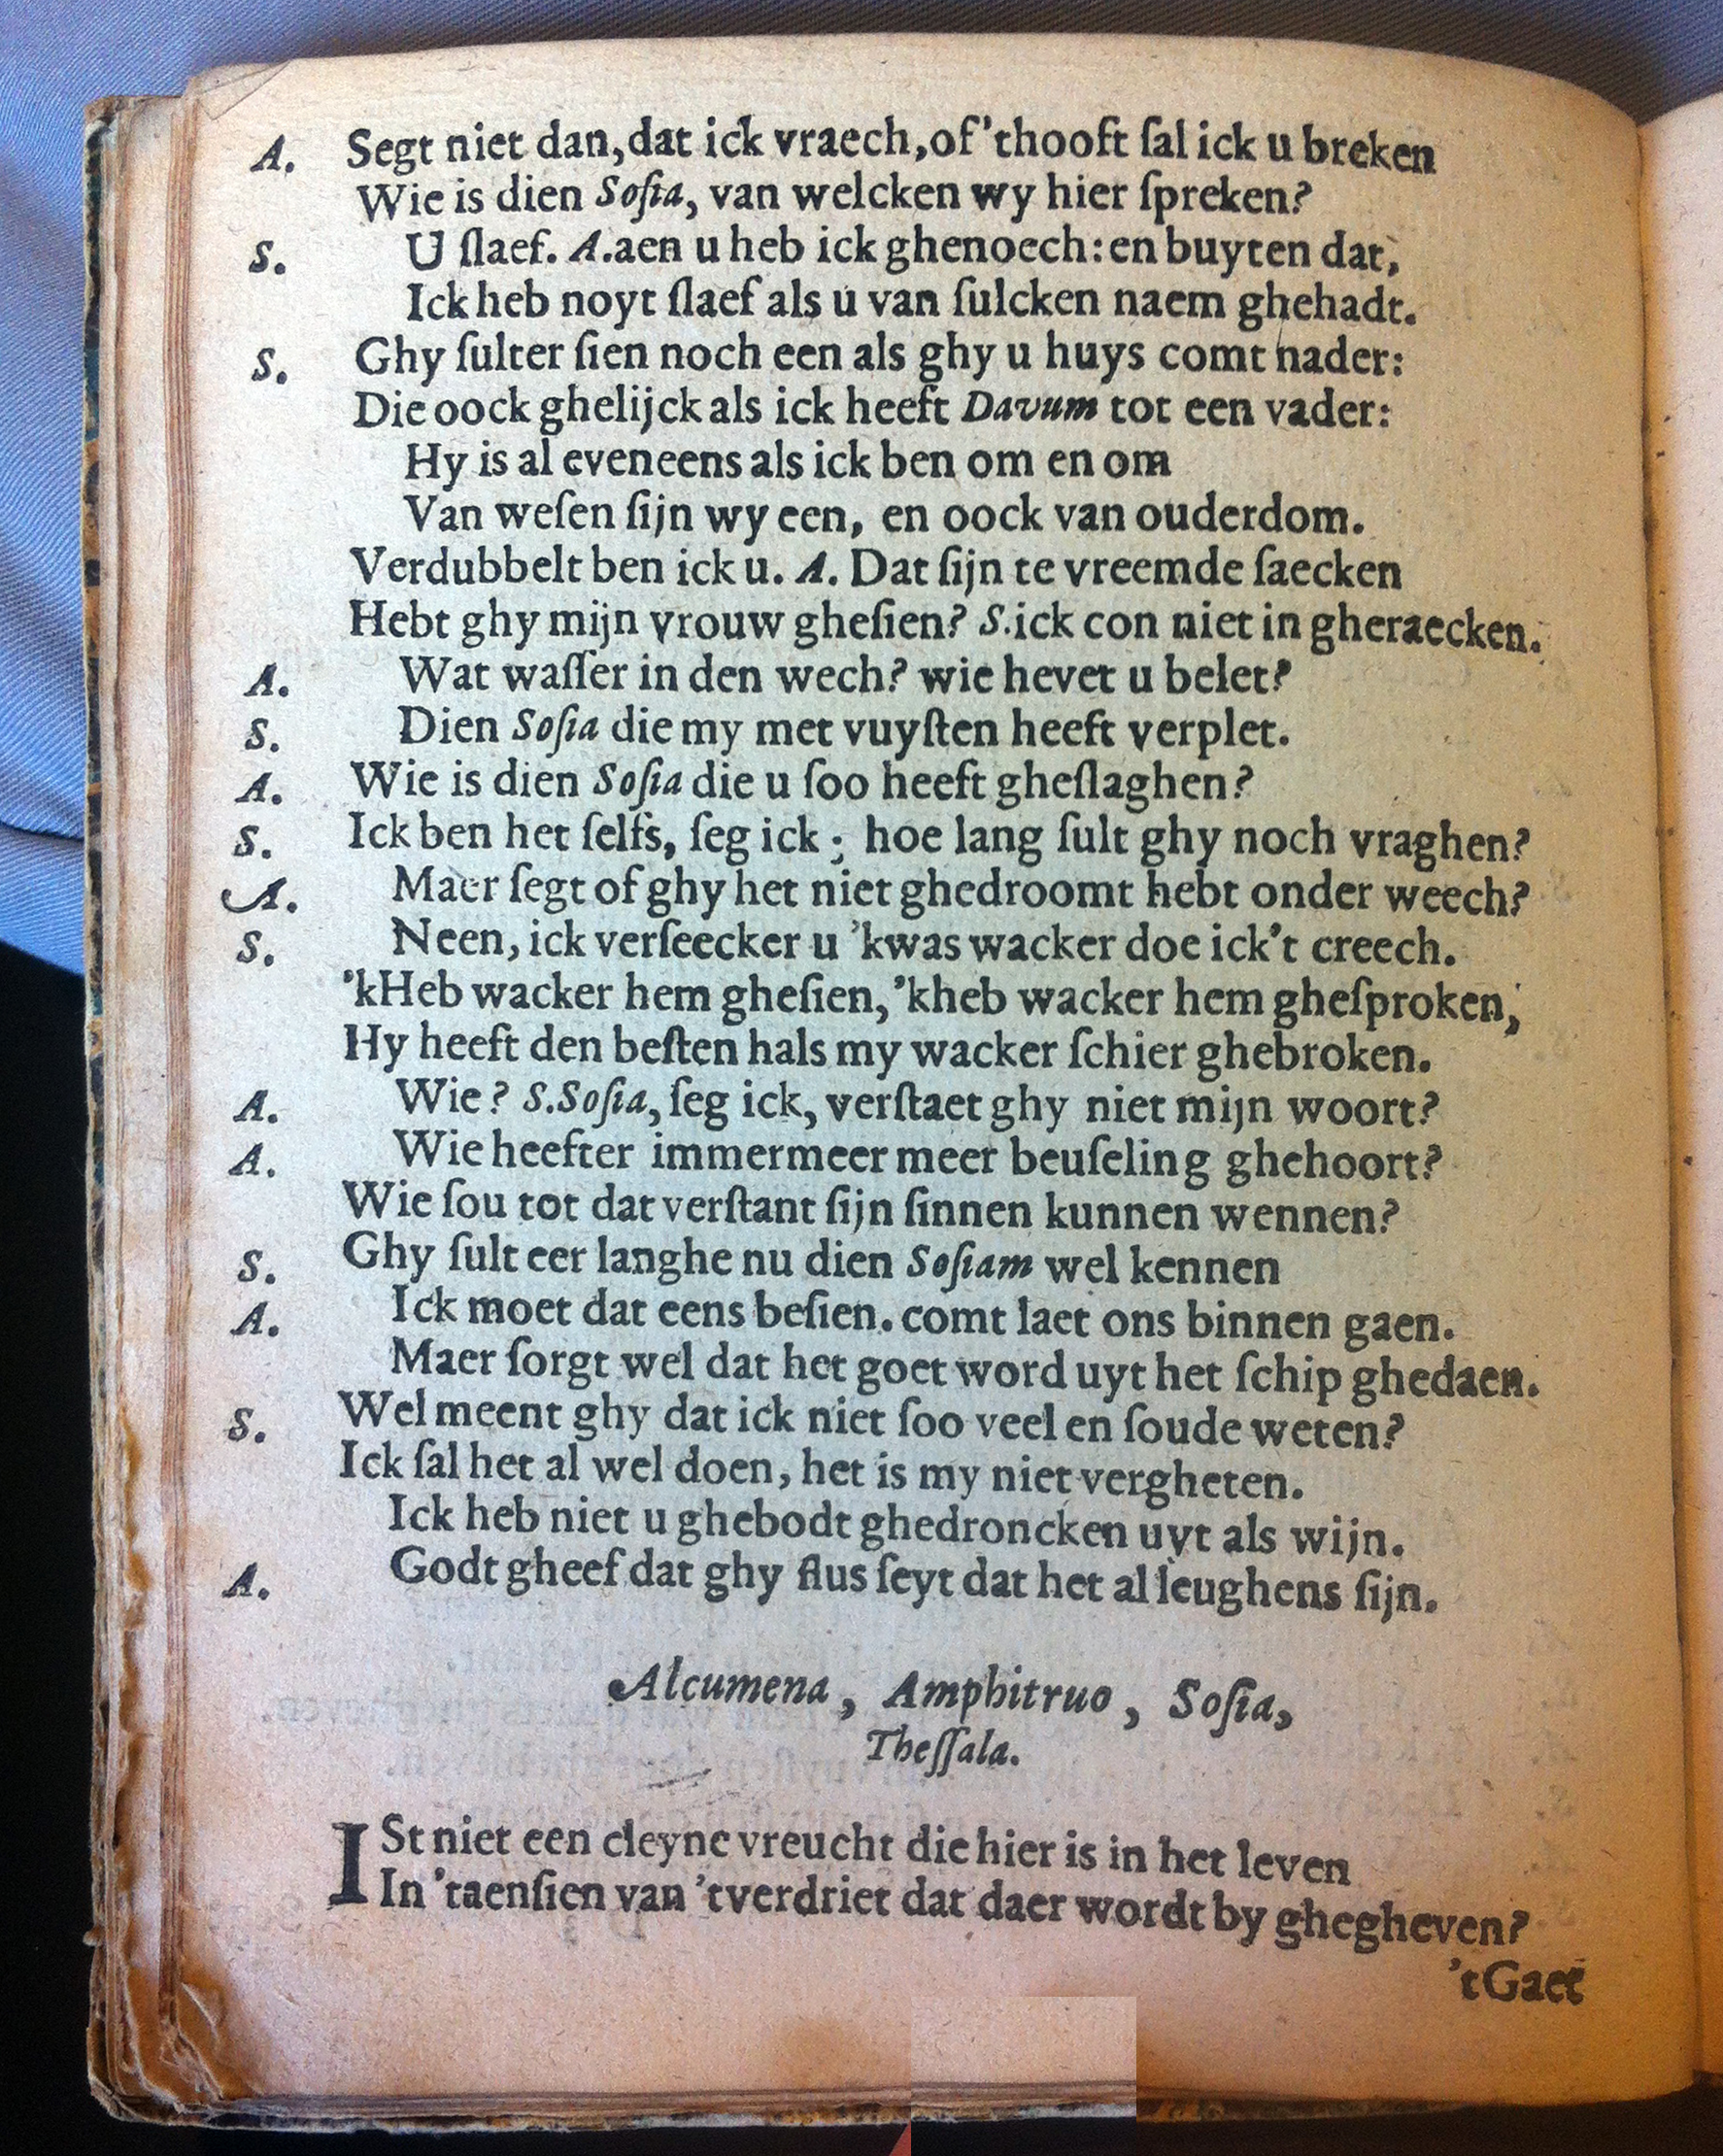 A. Segt niet dan, dat ick vraech, of 'thooft ſal ick u breken
Wie is dien Soſia, van welcken wy hier ſpreken?
S. U ſlaef. A. aen u heb ick ghenoech: en buyten dat,
Ick heb noyt ſlaef als u van ſulcken naem ghehadt.
S. Ghy ſulter ſien noch een als ghy u huys comt nader:
Die oock ghelijck als ick heeft Davum tot een vader:
Hy is al eveneens als ick ben om en om
Van weſen ſijn wy een, en oock van ouderdom.
Verdubbelt ben ick u. A. Dat ſijn te vreemde ſaecken
Hebt ghy mijn vrouw gheſien? S. ick con niet in gheraecken.
A. Wat waſſer in den wech? wie hevet u belet?
S. Dien Soſia die my met vuyſten heeft verplet.
A. Wie is dien Soſia die u ſoo heeft gheſlaghen?
S. Ick ben het ſelfs, ſeg ick; hoe lang ſult ghy noch vraghen?
A. Maer ſegt of ghy het niet ghedroomt hebt onder weech?
S. Neen, ick verſeecker u 'kwas wacker doe ick't creech.
'kHeb wacker hem gheſien, 'kheb wacker hem gheſproken,
Hy heeft den beſten hals my wacker ſchier ghebroken.
A. Wie? S. Soſia, ſeg ick, verſtaet ghy niet mijn woort?
A. Wie heefter immermeer meer beuſeling ghehoort?
Wie ſou tot dat verſtant ſijn ſinnen kunnen wennen?
S. Ghy ſult eer langhe nu dien Soſiam wel kennen
A. Ick moet dat eens beſien. comt laet ons binnen gaen.
Maer ſorgt wel dat het goet word uyt het ſchip ghedaen.
S. Wel meent ghy dat ick niet ſoo veel en ſoude weten?
Ick ſal het al wel doen, het is my niet vergheten.
Ick heb niet u ghebodt ghedroncken uyt als wijn.
A. Godt gheef dat ghy flus ſeyt dat het al leughens ſijn.
Alcumena, Amphitruo, Soſia,
Theſſala.
ISt niet een cleyne vreucht die hier is in het leven
In 'taenſien van 'tverdriet dat daer wordt by ghegheven?
'tGaet